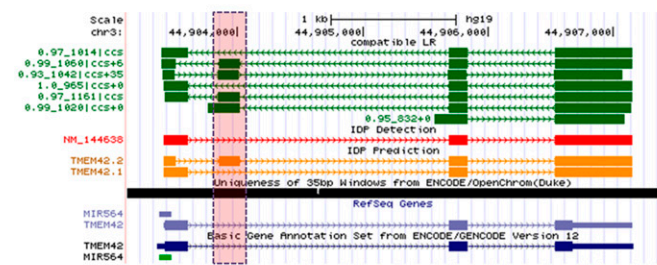 Scale 1 kb hg19
chr3: 44,904,000 44,905,000 44,906,000 44,907,000
compatible LR
0.97_1014|ccs
0.99_1060|ccs+6
0.93_1042|ccs+35
1.0_965|ccs+0
0.97_1161|ccs
0.99_1020|ccs+0
0.95_832+0
IDP Detection
NM_144638
IDP Prediction
TMEM42.2
TMEM42.1
Uniqueness of 35bp Windows from ENCODE/OpenChrom(Duke)
RefSeq Genes
MIR564
TMEM42
Basic Gene Annotation Set from ENCODE/GENCODE Version 12
TMEM42
MIR564